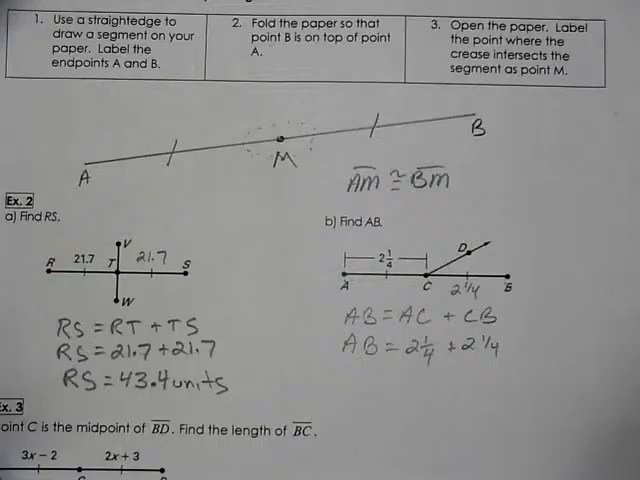 1. Use a straightedge to
draw a segment on your
paper. Label the
endpoints A and B.
2. Fold the paper so that
point B is on top of point
A.
3. Open the paper. Label
the point where the
crease intersects the
segment as point M.
A
M
B
AM ≅ BM
Ex. 2
a) Find RS.
V
R 21.7 T 21.7 S
W
RS = RT + TS
RS = 21.7 + 21.7
RS = 43.4 units
b) Find AB.
2 1/4
D
A C 2 1/4 B
AB = AC + CB
AB = 2 1/4 + 2 1/4
Ex. 3
oint C is the midpoint of BD. Find the length of BC.
3x − 2 2x + 3